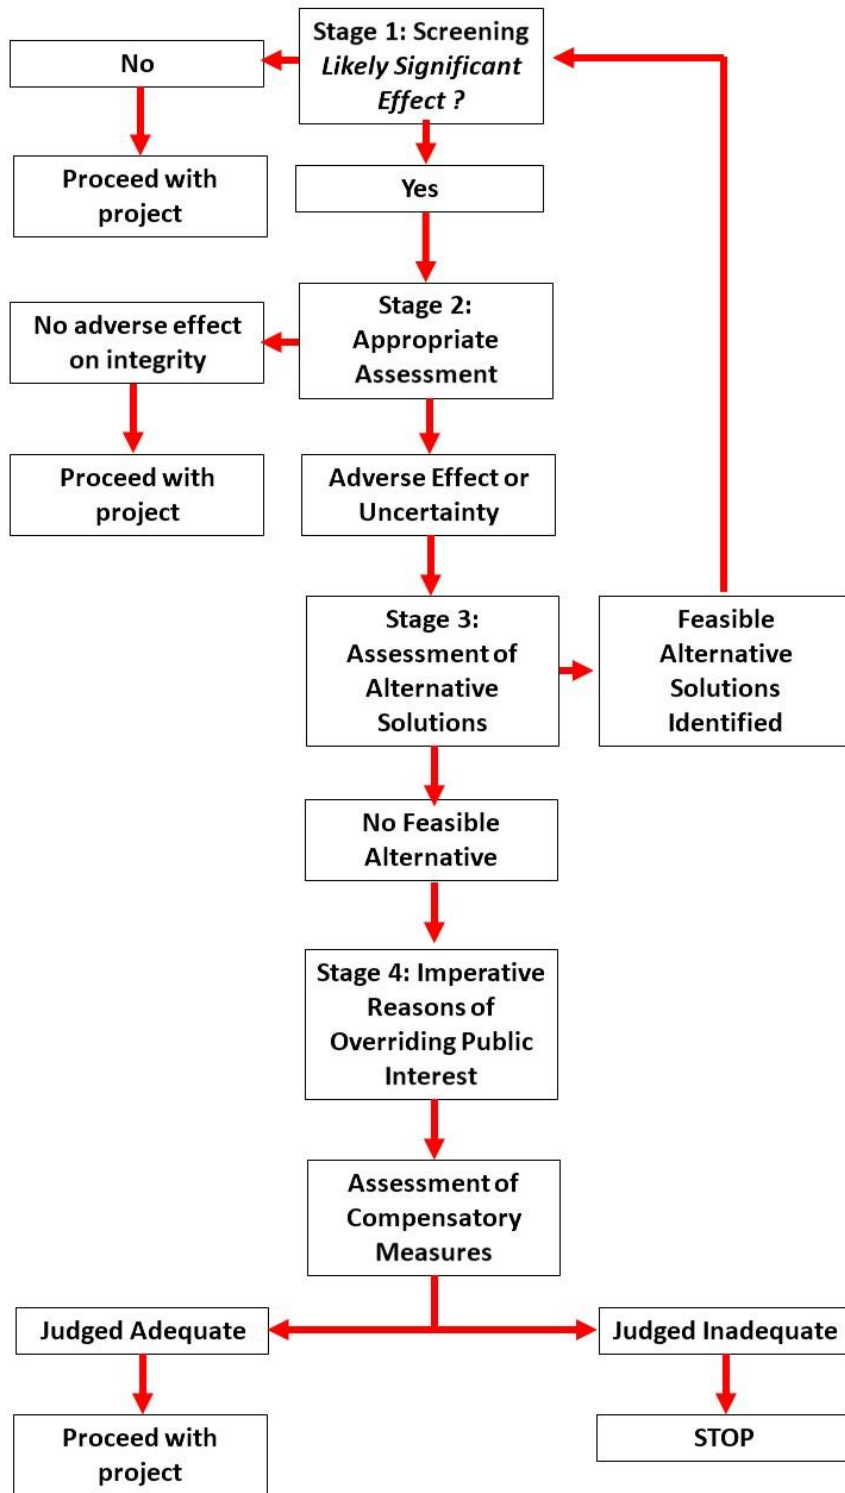 Stage 1: Screening
Likely Significant
Effect ?
No
Proceed with
project
Yes
Stage 2:
Appropriate
Assessment
No adverse effect
on integrity
Proceed with
project
Adverse Effect or
Uncertainty
Stage 3:
Assessment of
Alternative
Solutions
Feasible
Alternative
Solutions
Identified
No Feasible
Alternative
Stage 4: Imperative
Reasons of
Overriding Public
Interest
Assessment of
Compensatory
Measures
Judged Adequate
Judged Inadequate
Proceed with
project
STOP